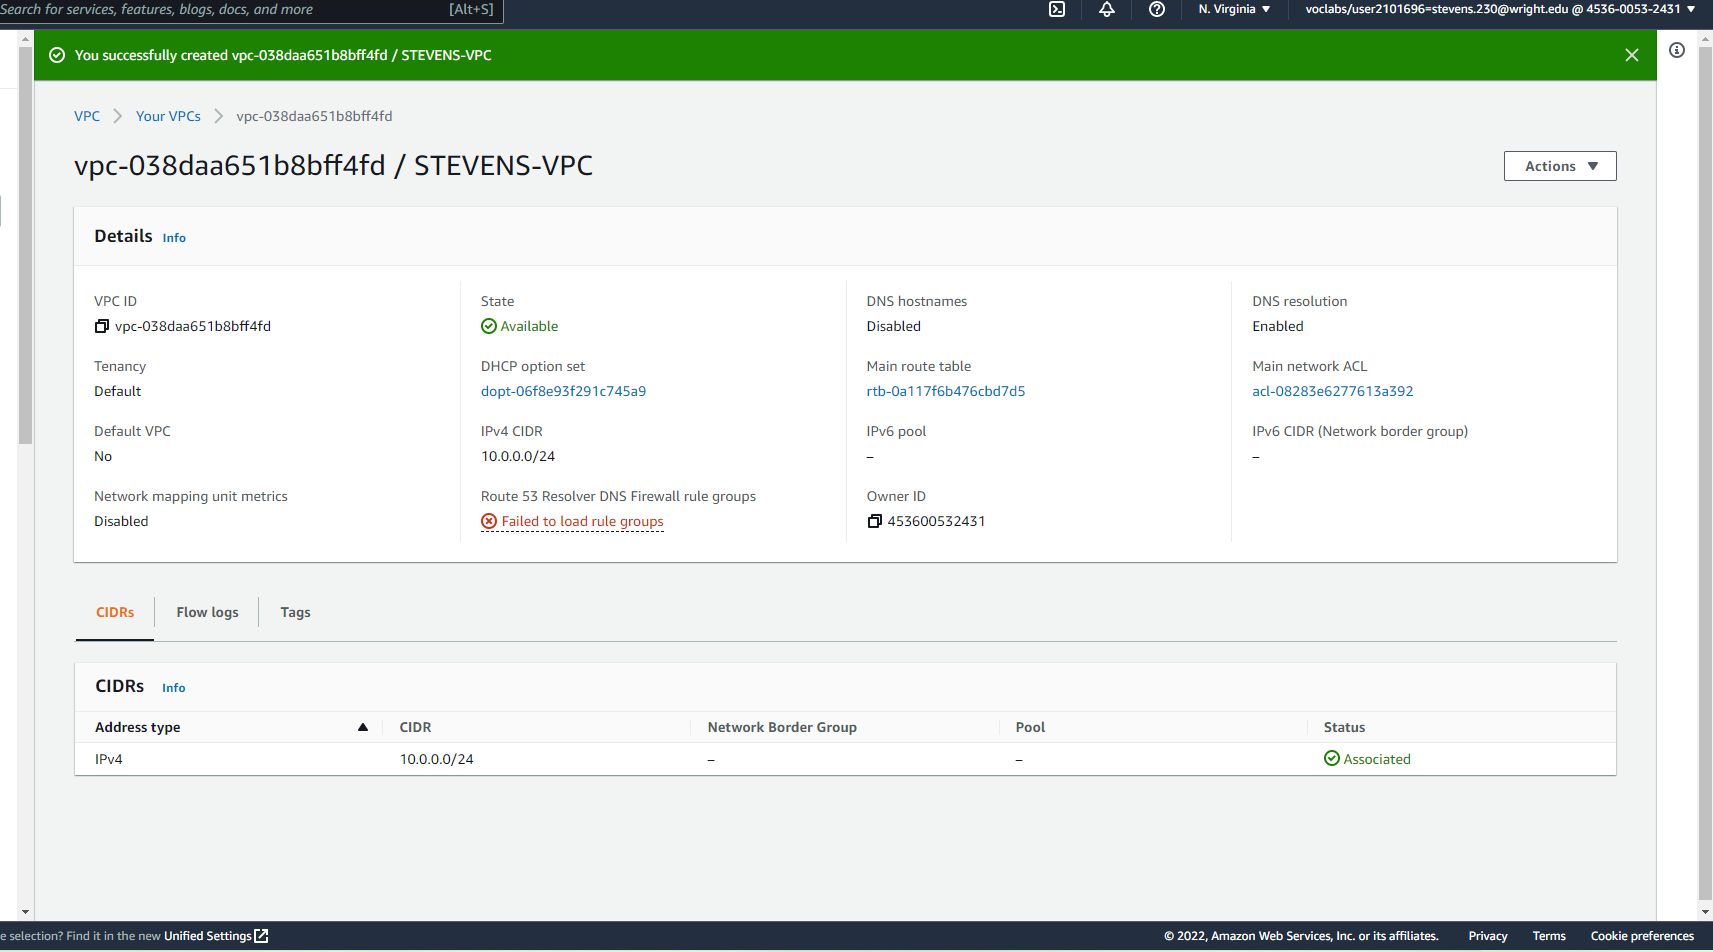 Search for services, features, blogs, docs, and more [Alt+S] N. Virginia ▼ voclabs/user2101696=stevens.230@wright.edu @ 4536-0053-2431 ▼
You successfully created vpc-038daa651b8bff4fd / STEVENS-VPC
VPC > Your VPCs > vpc-038daa651b8bff4fd
vpc-038daa651b8bff4fd / STEVENS-VPC
Actions ▼
Details Info
VPC ID State DNS hostnames DNS resolution
vpc-038daa651b8bff4fd Available Disabled Enabled
Tenancy DHCP option set Main route table Main network ACL
Default dopt-06f8e93f291c745a9 rtb-0a117f6b476cbd7d5 acl-08283e6277613a392
Default VPC IPv4 CIDR IPv6 pool IPv6 CIDR (Network border group)
No 10.0.0.0/24 – –
Network mapping unit metrics Route 53 Resolver DNS Firewall rule groups Owner ID
Disabled Failed to load rule groups 453600532431
CIDRs Flow logs Tags
CIDRs Info
Address type ▲ CIDR Network Border Group Pool Status
IPv4 10.0.0.0/24 – – Associated
e selection? Find it in the new Unified Settings © 2022, Amazon Web Services, Inc. or its affiliates. Privacy Terms Cookie preferences